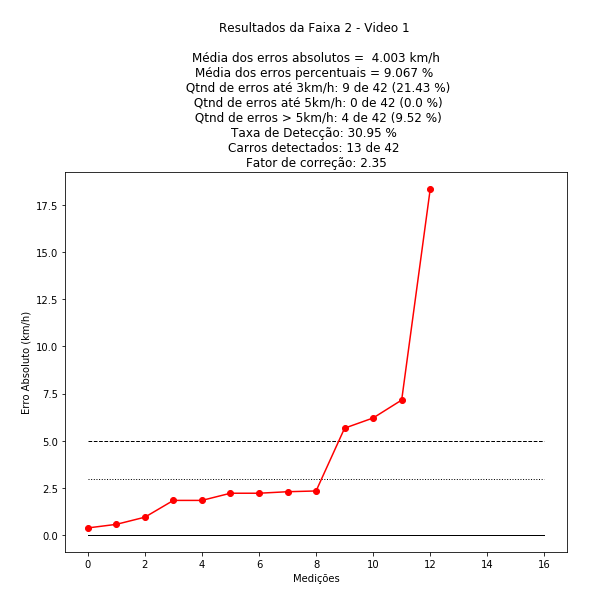 Resultados da Faixa 2 - Video 1
Média dos erros absolutos =  4.003 km/h
Média dos erros percentuais = 9.067 %
Qtnd de erros até 3km/h: 9 de 42 (21.43 %)
Qtnd de erros até 5km/h: 0 de 42 (0.0 %)
Qtnd de erros > 5km/h: 4 de 42 (9.52 %)
Taxa de Detecção: 30.95 %
Carros detectados: 13 de 42
Fator de correção: 2.35
17.5
15.0
12.5
10.0
7.5
5.0
2.5
0.0
Erro Absoluto (km/h)
0 2 4 6 8 10 12 14 16
Medições